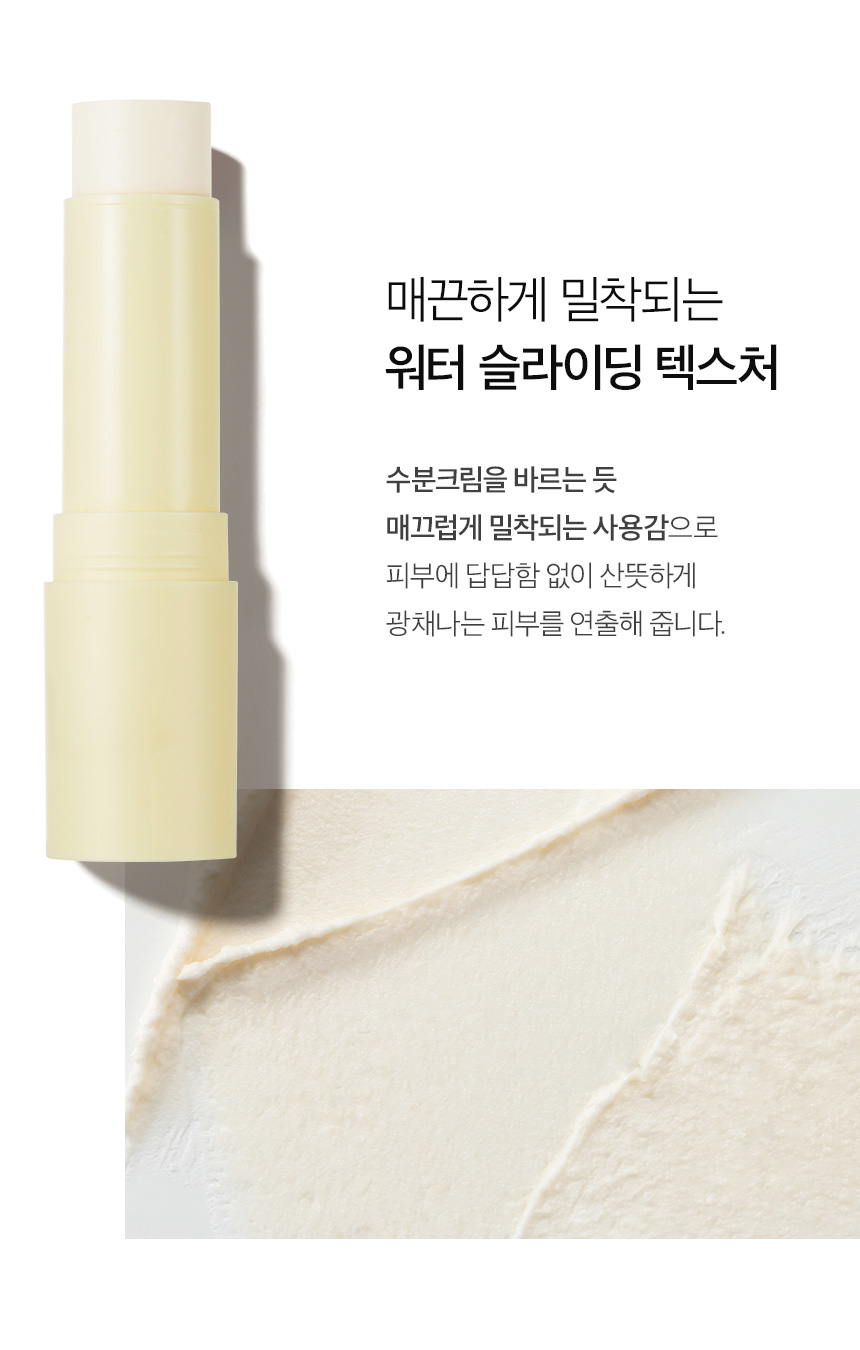 매끈하게 밀착되는
워터 슬라이딩 텍스처
수분크림을 바르는 듯
매끄럽게 밀착되는 사용감으로
피부에 답답함 없이 산뜻하게
광채나는 피부를 연출해 줍니다.